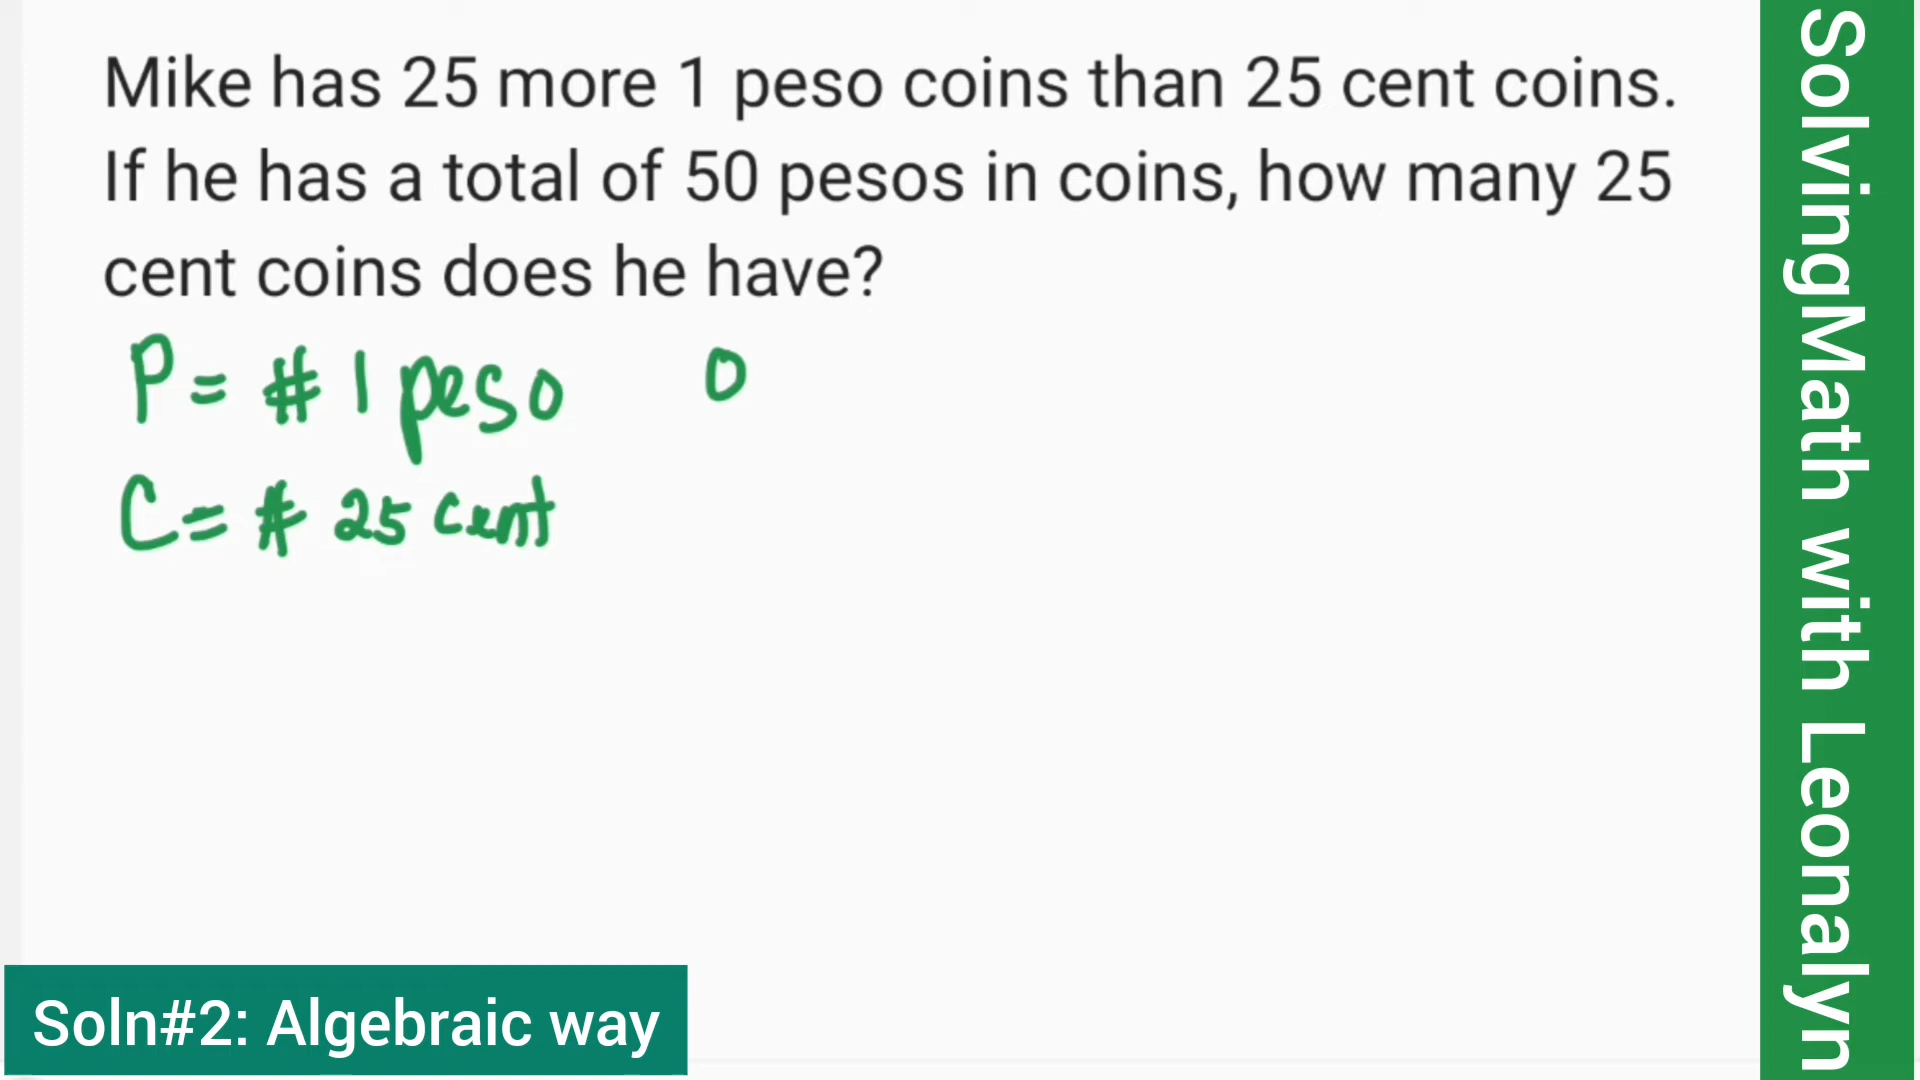 Mike has 25 more 1 peso coins than 25 cent coins.
If he has a total of 50 pesos in coins, how many 25
cent coins does he have?
P = # 1 peso 0
C = # 25 cent
Soln#2: Algebraic way
SolvingMath with Leonalyn